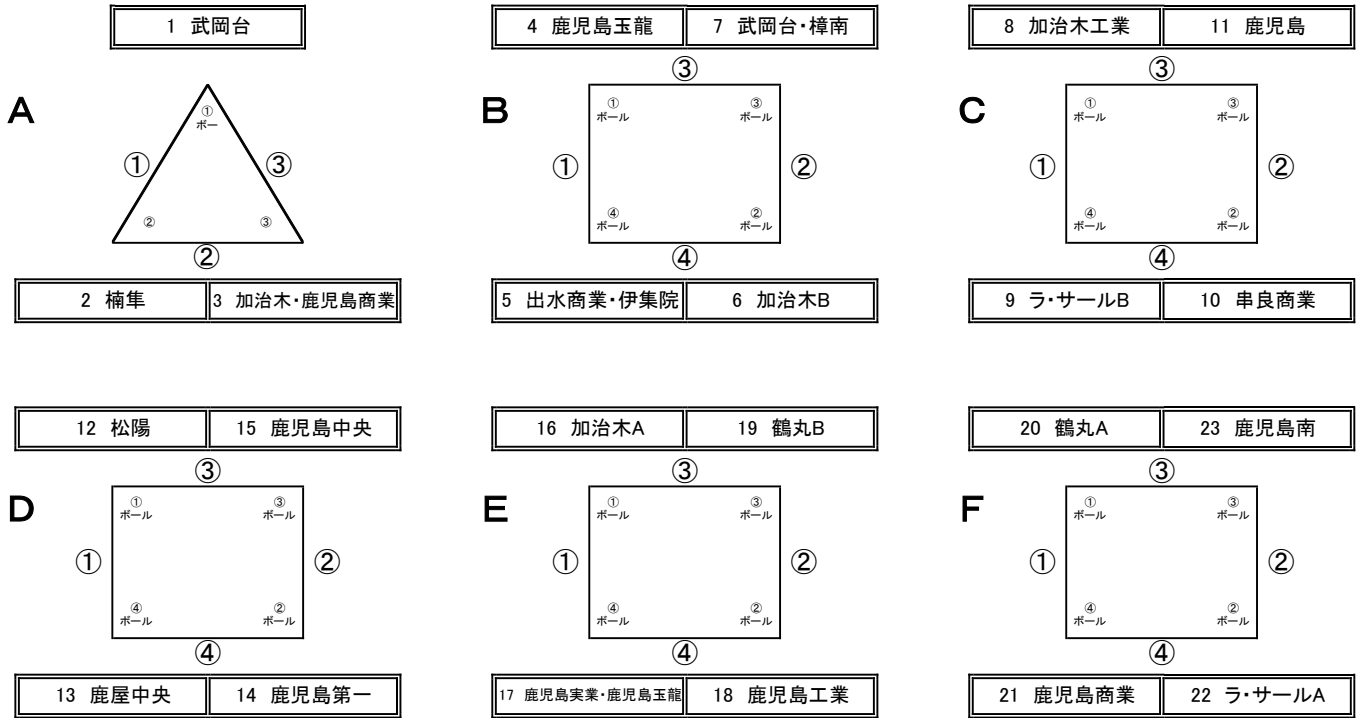 1 武岡台
4 鹿児島玉龍 7 武岡台・樟南
8 加治木工業 11 鹿児島
A
①
ボー
①
③
②
③
②
2 楠隼 3 加治木・鹿児島商業
B
③
①
ボール
③
ボール
①
②
④
ボール
②
ボール
④
5 出水商業・伊集院 6 加治木B
C
③
①
ボール
③
ボール
①
②
④
ボール
②
ボール
④
9 ラ・サールB 10 串良商業
12 松陽 15 鹿児島中央
16 加治木A 19 鶴丸B
20 鶴丸A 23 鹿児島南
D
③
①
ボール
③
ボール
①
②
④
ボール
②
ボール
④
13 鹿屋中央 14 鹿児島第一
E
③
①
ボール
③
ボール
①
②
④
ボール
②
ボール
④
17 鹿児島実業・鹿児島玉龍 18 鹿児島工業
F
③
①
ボール
③
ボール
①
②
④
ボール
②
ボール
④
21 鹿児島商業 22 ラ・サールA